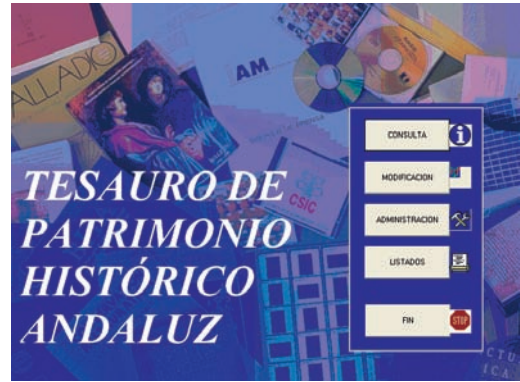 ALLADIO
AM
CSIC
TESAURO DE
PATRIMONIO
HISTÓRICO
ANDALUZ
CONSULTA
MODIFICACION
ADMINISTRACION
LISTADOS
FIN
STOP